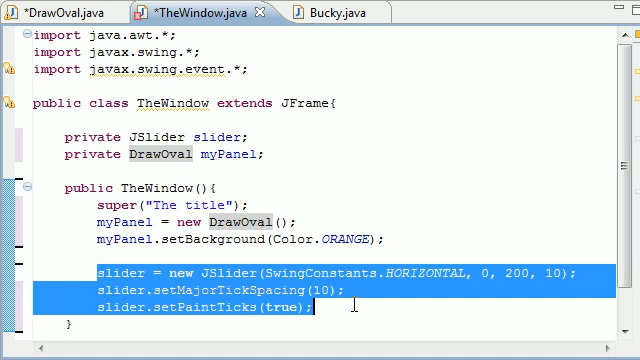 *DrawOval.java *TheWindow.java Bucky.java
import java.awt.*;
import javax.swing.*;
import javax.swing.event.*;
public class TheWindow extends JFrame{
private JSlider slider;
private DrawOval myPanel;
public TheWindow(){
super("The title");
myPanel = new DrawOval();
myPanel.setBackground(Color.ORANGE);
slider = new JSlider(SwingConstants.HORIZONTAL, 0, 200, 10);
slider.setMajorTickSpacing(10);
slider.setPaintTicks(true);
}